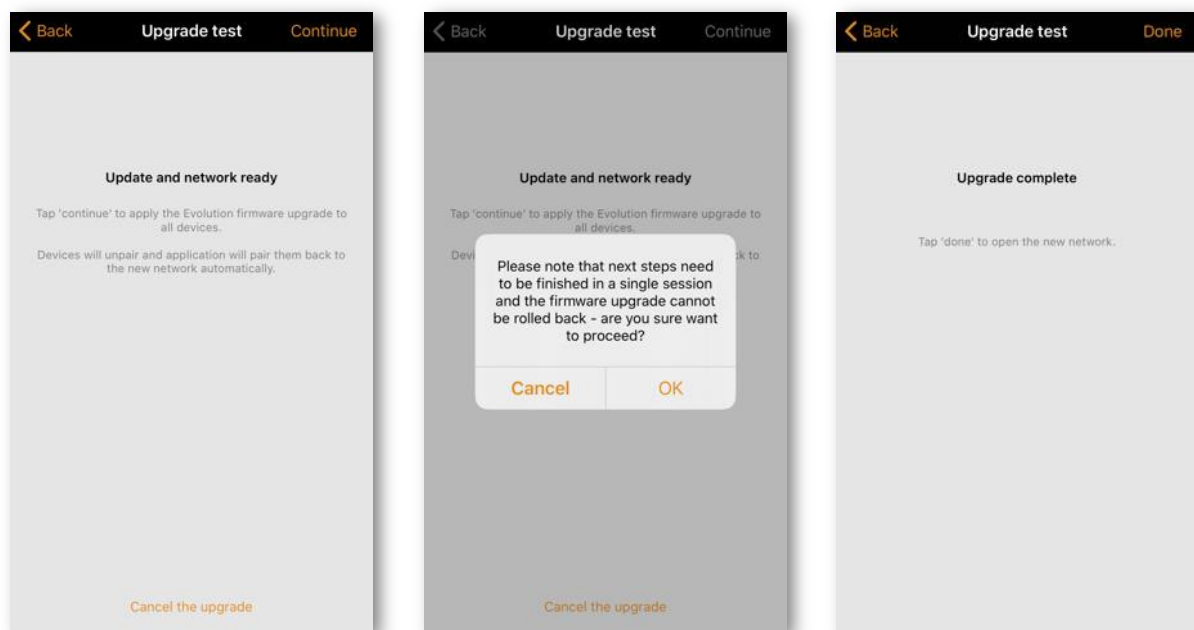 Back Upgrade test Continue
Update and network ready
Tap 'continue' to apply the Evolution firmware upgrade to
all devices.
Devices will unpair and application will pair them back to
the new network automatically.
Cancel the upgrade
Back Upgrade test Continue
Update and network ready
Tap 'continue' to apply the Evolution firmware upgrade to
all devices.
Devi k to
Please note that next steps need
to be finished in a single session
and the firmware upgrade cannot
be rolled back - are you sure want
to proceed?
Cancel OK
Cancel the upgrade
Back Upgrade test Done
Upgrade complete
Tap 'done' to open the new network.